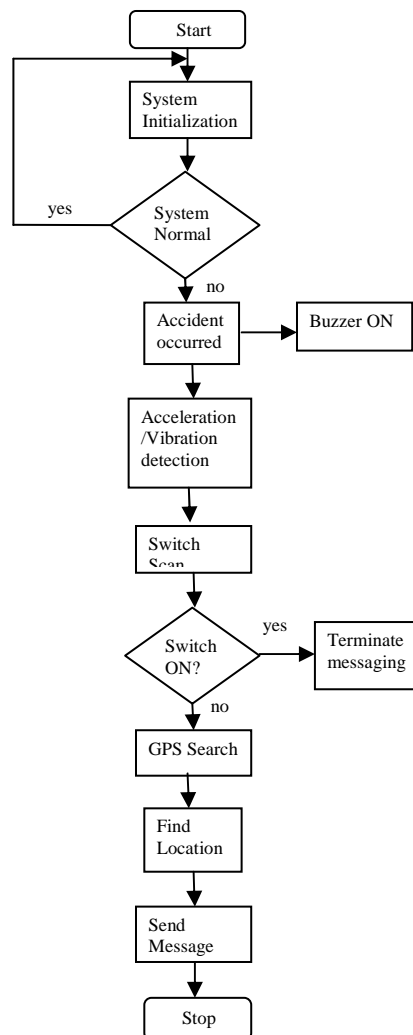 Start
System
Initialization
yes
System
Normal
no
Accident
occurred
Buzzer ON
Acceleration
/Vibration
detection
Switch
Scan
yes
Switch
ON?
Terminate
messaging
no
GPS Search
Find
Location
Send
Message
Stop